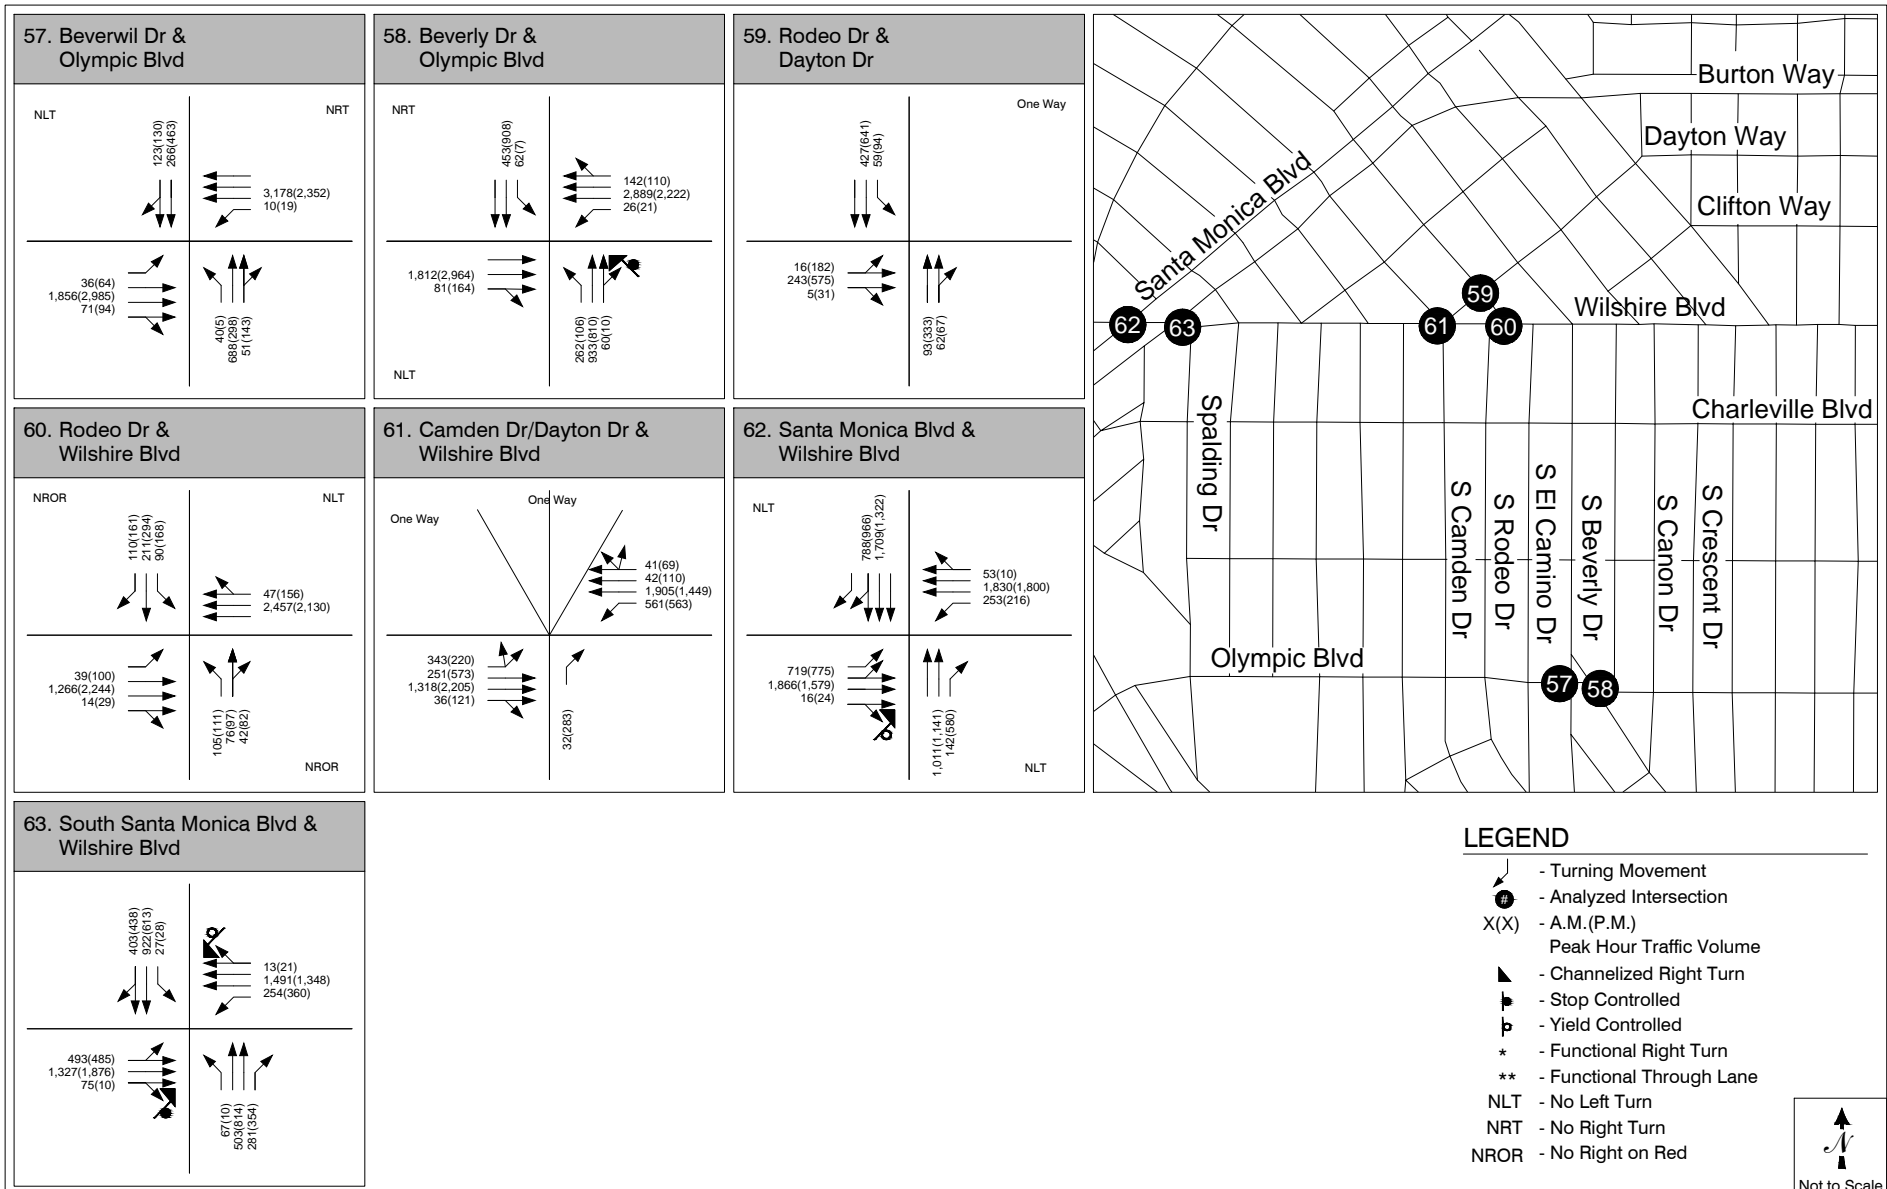 57. Beverwil Dr &
Olympic Blvd
NLT
NRT
123(130)
266(463)
3,178(2,352)
10(19)
36(64)
1,856(2,985)
71(94)
40(5)
688(298)
51(143)
58. Beverly Dr &
Olympic Blvd
NRT
453(908)
62(7)
142(110)
2,889(2,222)
26(21)
1,812(2,964)
81(164)
262(106)
933(810)
60(10)
NLT
59. Rodeo Dr &
Dayton Dr
One Way
427(641)
59(94)
16(182)
243(575)
5(31)
93(333)
62(67)
60. Rodeo Dr &
Wilshire Blvd
NROR
NLT
110(161)
211(294)
90(168)
47(156)
2,457(2,130)
39(100)
1,266(2,244)
14(29)
105(111)
76(97)
42(82)
NROR
61. Camden Dr/Dayton Dr &
Wilshire Blvd
One Way
One Way
41(69)
42(110)
1,905(1,449)
561(563)
343(220)
251(573)
1,318(2,205)
36(121)
32(283)
62. Santa Monica Blvd &
Wilshire Blvd
NLT
788(966)
1,709(1,322)
53(10)
1,830(1,800)
253(216)
719(775)
1,866(1,579)
16(24)
1,011(1,141)
142(580)
NLT
63. South Santa Monica Blvd &
Wilshire Blvd
403(438)
922(613)
27(28)
13(21)
1,491(1,348)
254(360)
493(485)
1,327(1,876)
75(10)
67(10)
503(814)
281(354)
Burton Way
Dayton Way
Clifton Way
Santa Monica Blvd
Wilshire Blvd
62
63
61
59
60
Charleville Blvd
Spalding Dr
S Camden Dr
S Rodeo Dr
S El Camino Dr
S Beverly Dr
S Canon Dr
S Crescent Dr
Olympic Blvd
57
58
LEGEND
- Turning Movement
# - Analyzed Intersection
X(X) - A.M.(P.M.)
Peak Hour Traffic Volume
- Channelized Right Turn
- Stop Controlled
- Yield Controlled
* - Functional Right Turn
** - Functional Through Lane
NLT - No Left Turn
NRT - No Right Turn
NROR - No Right on Red
N
Not to Scale